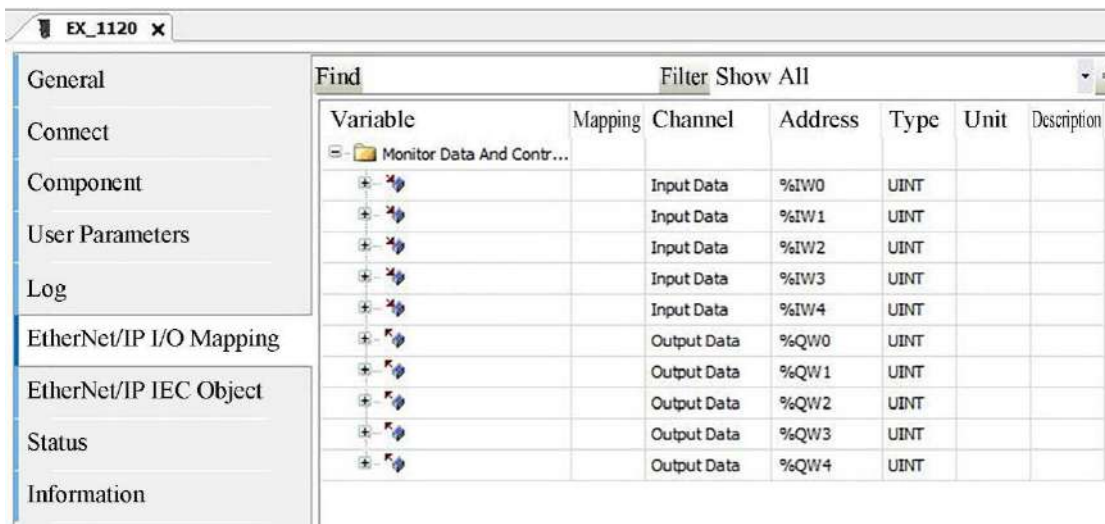 EX_1120 X
General
Connect
Component
User Parameters
Log
EtherNet/IP I/O Mapping
EtherNet/IP IEC Object
Status
Information
Find Filter Show All
Variable Mapping Channel Address Type Unit Description
Monitor Data And Contr...
Input Data %IW0 UINT
Input Data %IW1 UINT
Input Data %IW2 UINT
Input Data %IW3 UINT
Input Data %IW4 UINT
Output Data %QW0 UINT
Output Data %QW1 UINT
Output Data %QW2 UINT
Output Data %QW3 UINT
Output Data %QW4 UINT